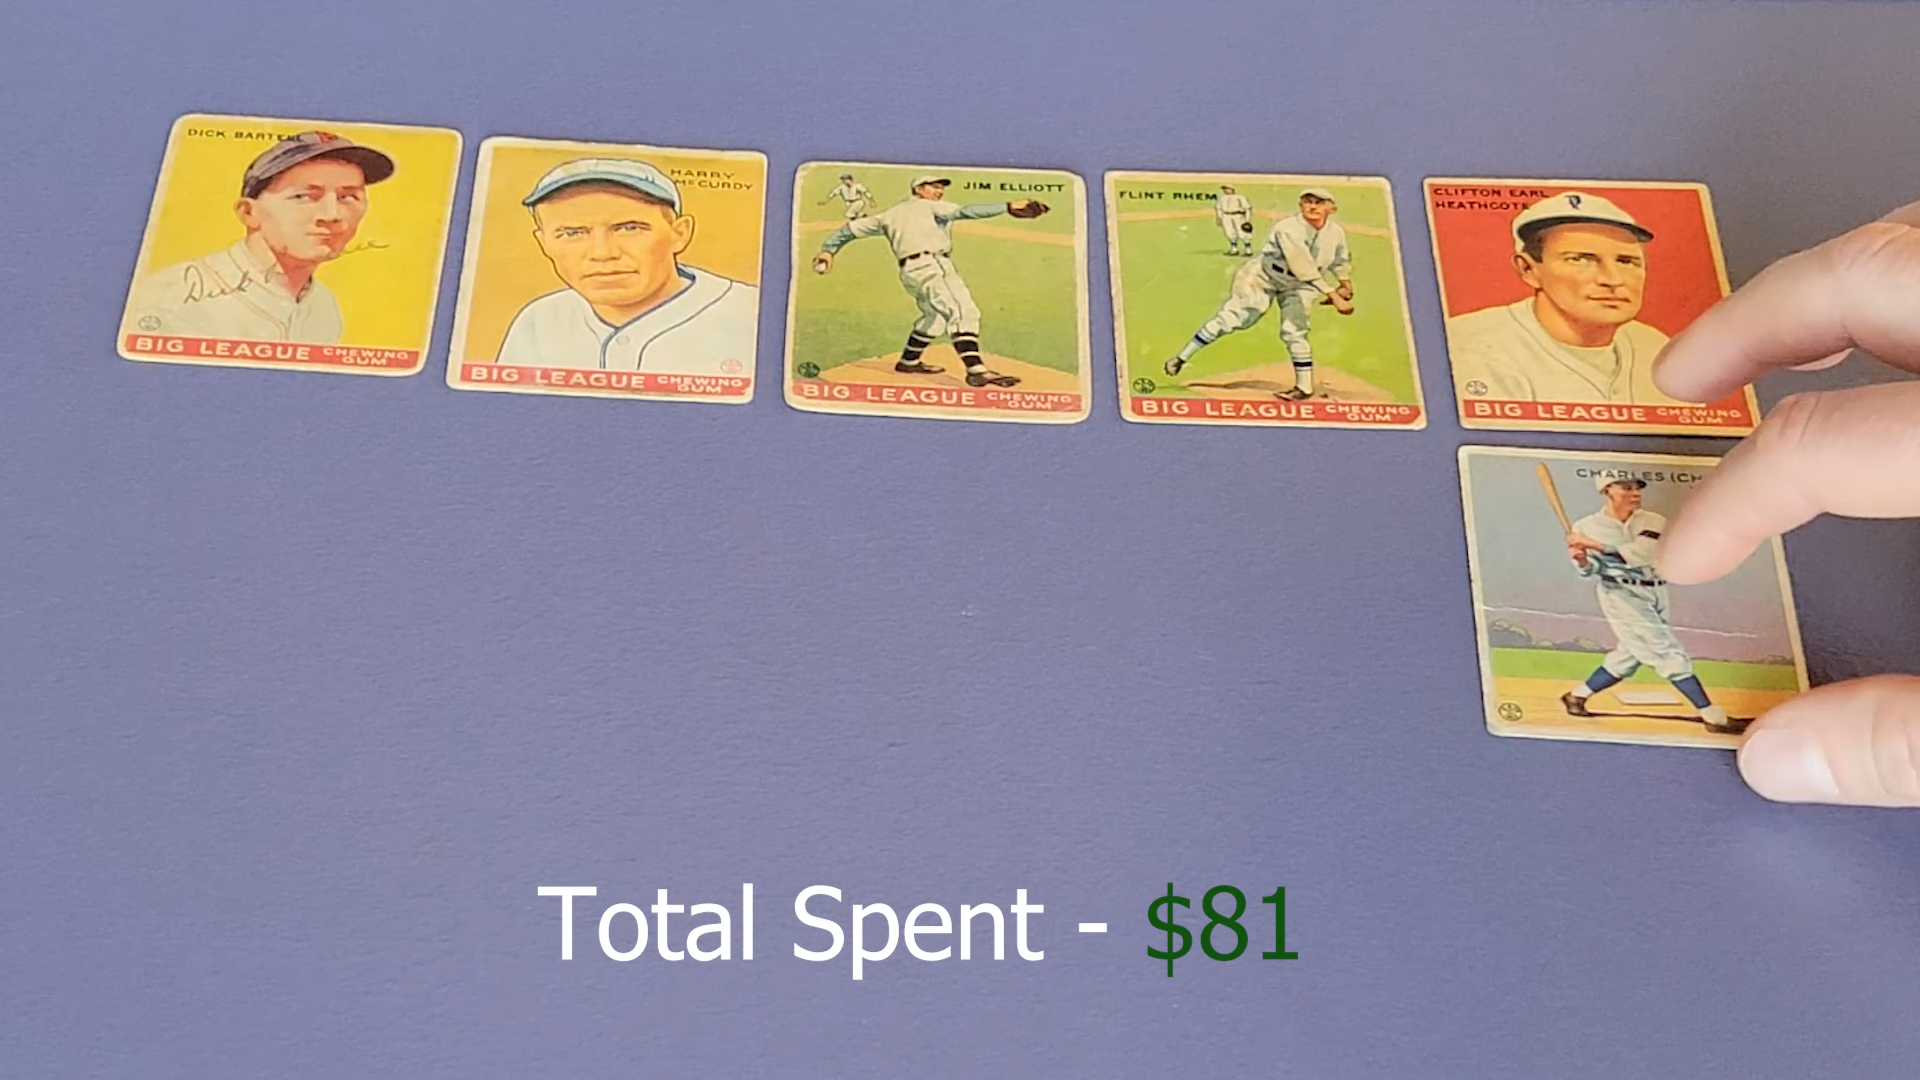 DICK BARTELL
BIG LEAGUE CHEWING
GUM
HARRY
McCURDY
BIG LEAGUE CHEWING
GUM
JIM ELLIOTT
BIG LEAGUE CHEWING
GUM
FLINT RHEM
BIG LEAGUE CHEWING
GUM
CLIFTON EARL
HEATHCOTE
BIG LEAGUE CHEWING
GUM
CHARLES (CH
Total Spent - $81